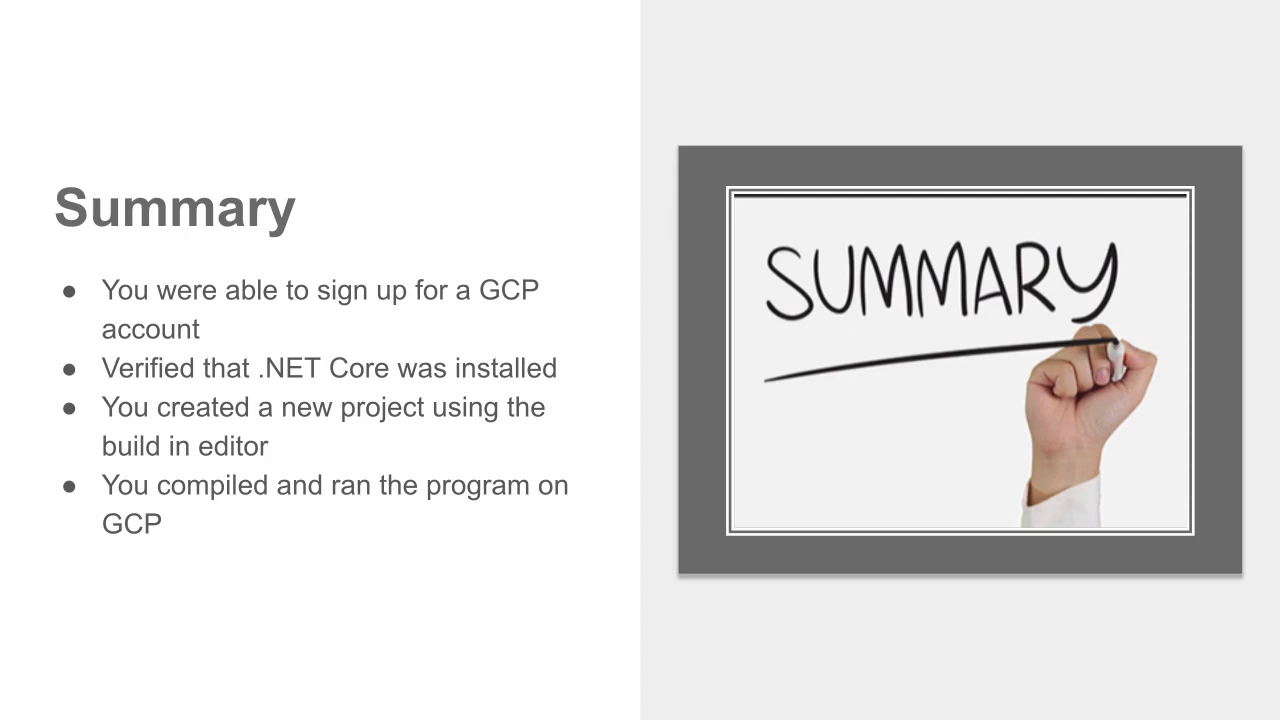 Summary
● You were able to sign up for a GCP
account
● Verified that .NET Core was installed
● You created a new project using the
build in editor
● You compiled and ran the program on
GCP
SUMMARY